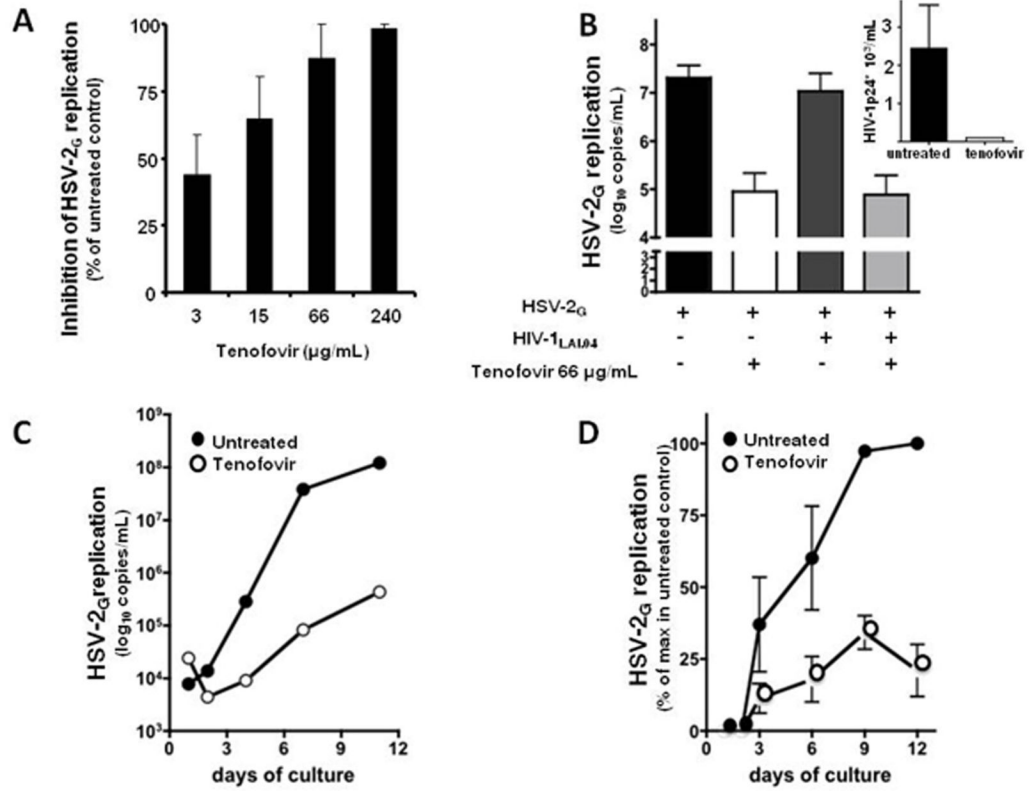 A
Inhibition of HSV-2G replication
(% of untreated control)
100
75
50
25
0
3 15 66 240
Tenofovir (µg/mL)
B
HSV-2G replication
(log10 copies/mL)
8
7
6
5
4
3
2
1
0
HIV-1p24* 10³/mL
3
2
1
untreated tenofovir
HSV-2G + + + +
HIV-1LAI.04 - - + +
Tenofovir 66 µg/mL - + - +
C
HSV-2G replication
(log10 copies/mL)
Untreated
Tenofovir
10⁹
10⁸
10⁷
10⁶
10⁵
10⁴
10³
0 3 6 9 12
days of culture
D
HSV-2G replication
(% of max in untreated control)
Untreated
Tenofovir
100
75
50
25
0
0 3 6 9 12
days of culture